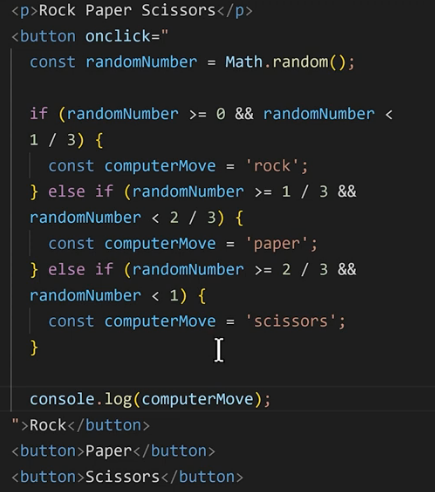 <p>Rock Paper Scissors</p>
<button onclick="
const randomNumber = Math.random();
if (randomNumber >= 0 && randomNumber <
1 / 3) {
const computerMove = 'rock';
} else if (randomNumber >= 1 / 3 &&
randomNumber < 2 / 3) {
const computerMove = 'paper';
} else if (randomNumber >= 2 / 3 &&
randomNumber < 1) {
const computerMove = 'scissors';
}
console.log(computerMove);
">Rock</button>
<button>Paper</button>
<button>Scissors</button>